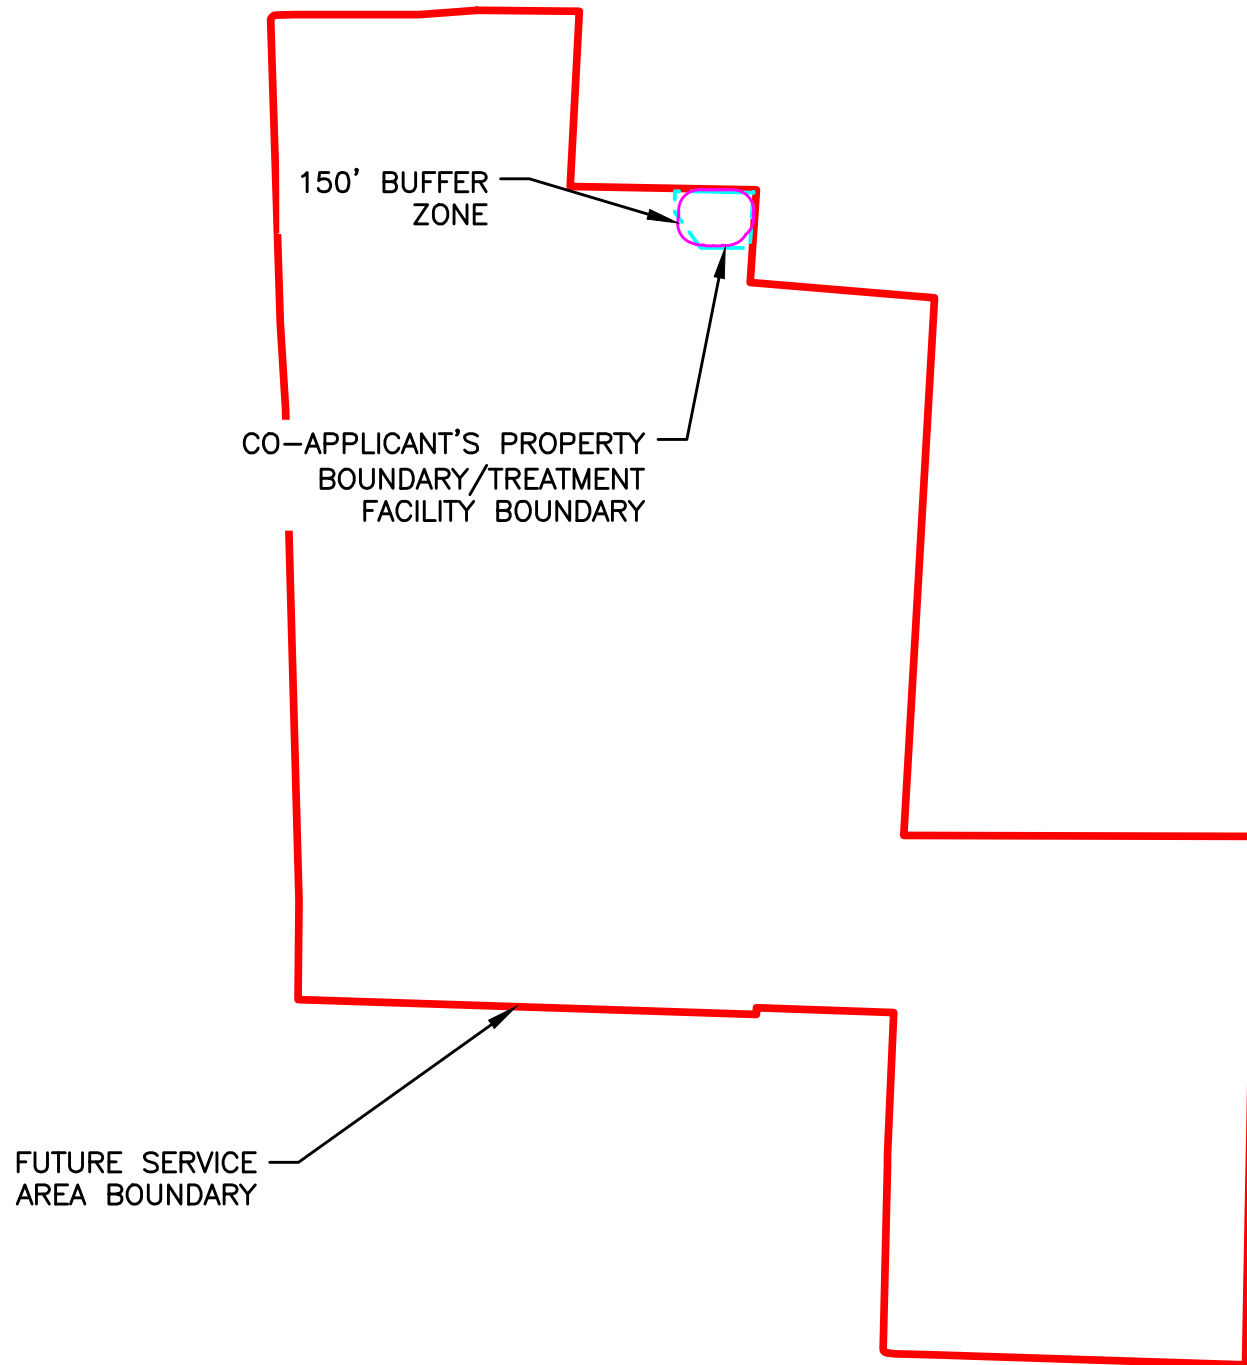 150' BUFFER
ZONE
CO-APPLICANT'S PROPERTY
BOUNDARY/TREATMENT
FACILITY BOUNDARY
FUTURE SERVICE
AREA BOUNDARY